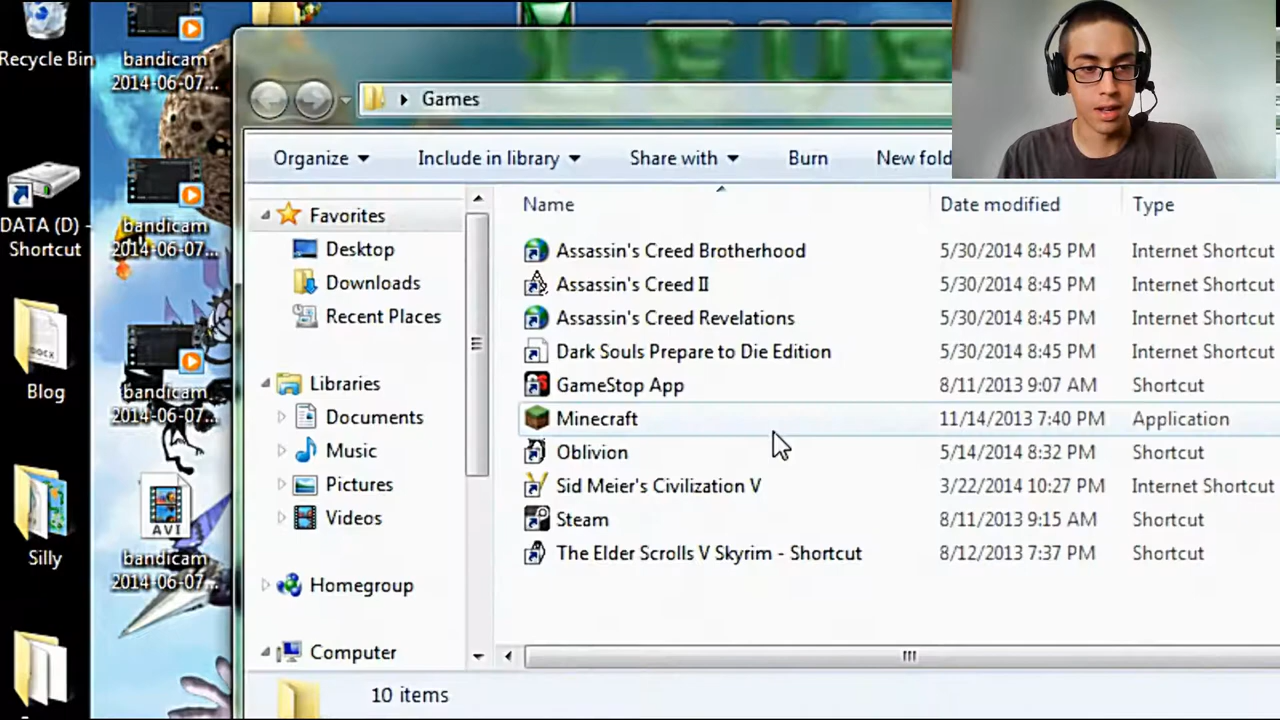 Recycle Bin
DATA (D) -
Shortcut
Blog
Silly
bandicam
2014-06-07...
bandicam
2014-06-07...
bandicam
2014-06-07...
AVI
bandicam
2014-06-07...
DOCX
Games
Organize
Include in library
Share with
Burn
New fold
Favorites
Desktop
Downloads
Recent Places
Libraries
Documents
Music
Pictures
Videos
Homegroup
Computer
Name Date modified Type
Assassin's Creed Brotherhood 5/30/2014 8:45 PM Internet Shortcut
Assassin's Creed II 5/30/2014 8:45 PM Internet Shortcut
Assassin's Creed Revelations 5/30/2014 8:45 PM Internet Shortcut
Dark Souls Prepare to Die Edition 5/30/2014 8:45 PM Internet Shortcut
GameStop App 8/11/2013 9:07 AM Shortcut
Minecraft 11/14/2013 7:40 PM Application
Oblivion 5/14/2014 8:32 PM Shortcut
Sid Meier's Civilization V 3/22/2014 10:27 PM Internet Shortcut
Steam 8/11/2013 9:15 AM Shortcut
The Elder Scrolls V Skyrim - Shortcut 8/12/2013 7:37 PM Shortcut
10 items